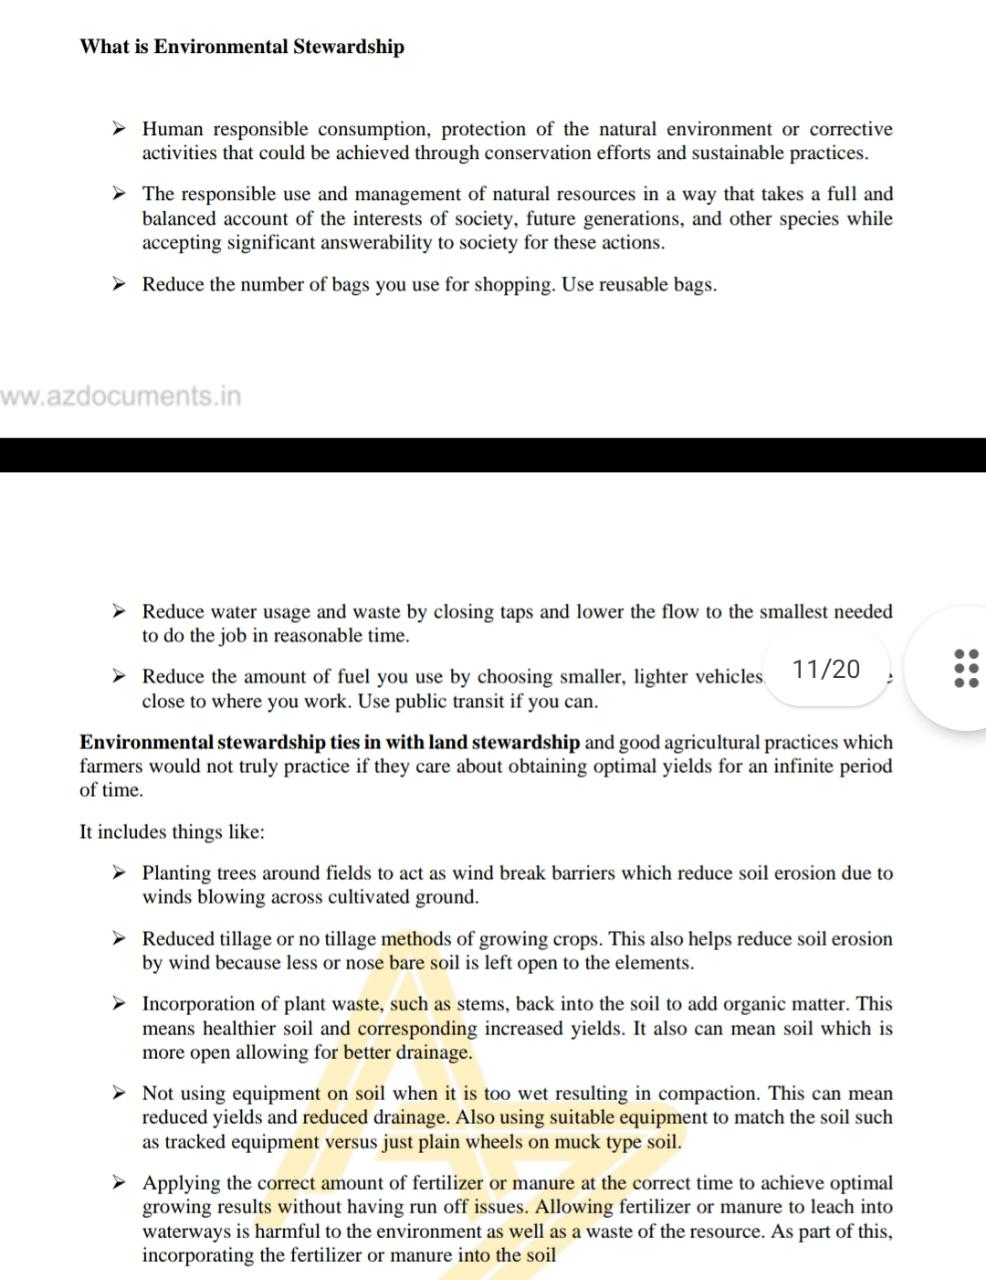 What is Environmental Stewardship
➢ Human responsible consumption, protection of the natural environment or corrective
activities that could be achieved through conservation efforts and sustainable practices.
➢ The responsible use and management of natural resources in a way that takes a full and
balanced account of the interests of society, future generations, and other species while
accepting significant answerability to society for these actions.
➢ Reduce the number of bags you use for shopping. Use reusable bags.
ww.azdocuments.in
➢ Reduce water usage and waste by closing taps and lower the flow to the smallest needed
to do the job in reasonable time.
➢ Reduce the amount of fuel you use by choosing smaller, lighter vehicles
11/20
close to where you work. Use public transit if you can.
Environmental stewardship ties in with land stewardship and good agricultural practices which
farmers would not truly practice if they care about obtaining optimal yields for an infinite period
of time.
It includes things like:
➢ Planting trees around fields to act as wind break barriers which reduce soil erosion due to
winds blowing across cultivated ground.
➢ Reduced tillage or no tillage methods of growing crops. This also helps reduce soil erosion
by wind because less or nose bare soil is left open to the elements.
➢ Incorporation of plant waste, such as stems, back into the soil to add organic matter. This
means healthier soil and corresponding increased yields. It also can mean soil which is
more open allowing for better drainage.
➢ Not using equipment on soil when it is too wet resulting in compaction. This can mean
reduced yields and reduced drainage. Also using suitable equipment to match the soil such
as tracked equipment versus just plain wheels on muck type soil.
➢ Applying the correct amount of fertilizer or manure at the correct time to achieve optimal
growing results without having run off issues. Allowing fertilizer or manure to leach into
waterways is harmful to the environment as well as a waste of the resource. As part of this,
incorporating the fertilizer or manure into the soil